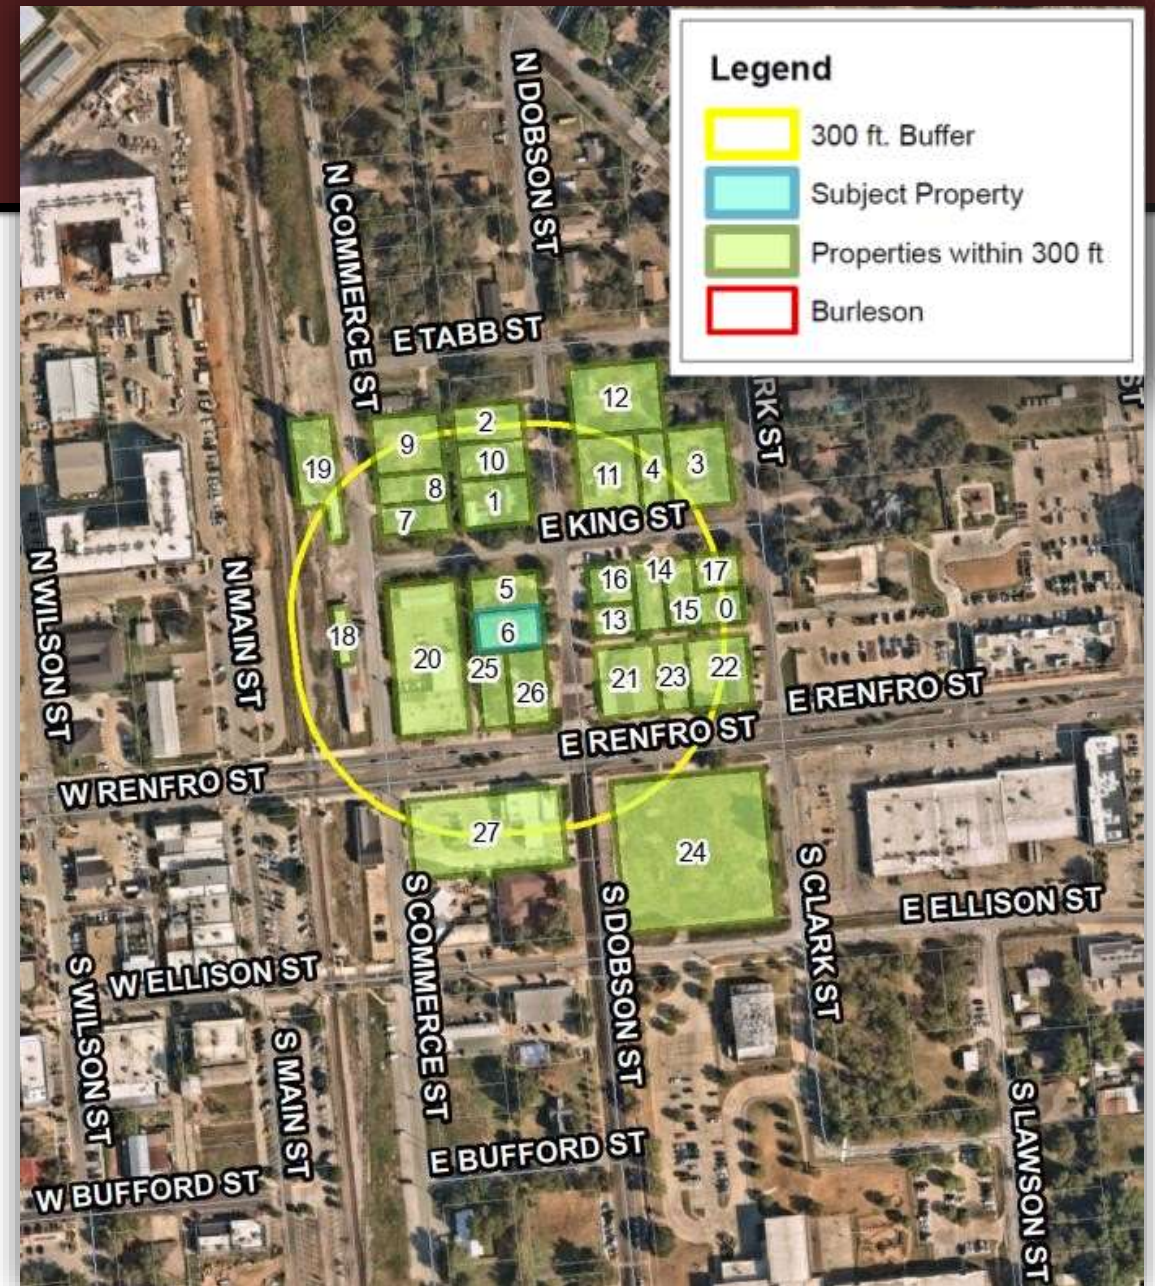 Legend
300 ft. Buffer
Subject Property
Properties within 300 ft
Burleson
N DOBSON ST
N COMMERCE ST
E TABB ST
RK ST
ST
12
2
9
10
11
4
3
19
8
1
7
E KING ST
N WILSON ST
N MAIN ST
5
16
14
17
6
13
15
0
18
20
25
26
21
23
22
E RENFRO ST
E RENFRO ST
W RENFRO ST
27
24
S COMMERCE ST
S DOBSON ST
S CLARK ST
E ELLISON ST
W ELLISON ST
S WILSON ST
S MAIN ST
E BUFFORD ST
W BUFFORD ST
S LAWSON ST